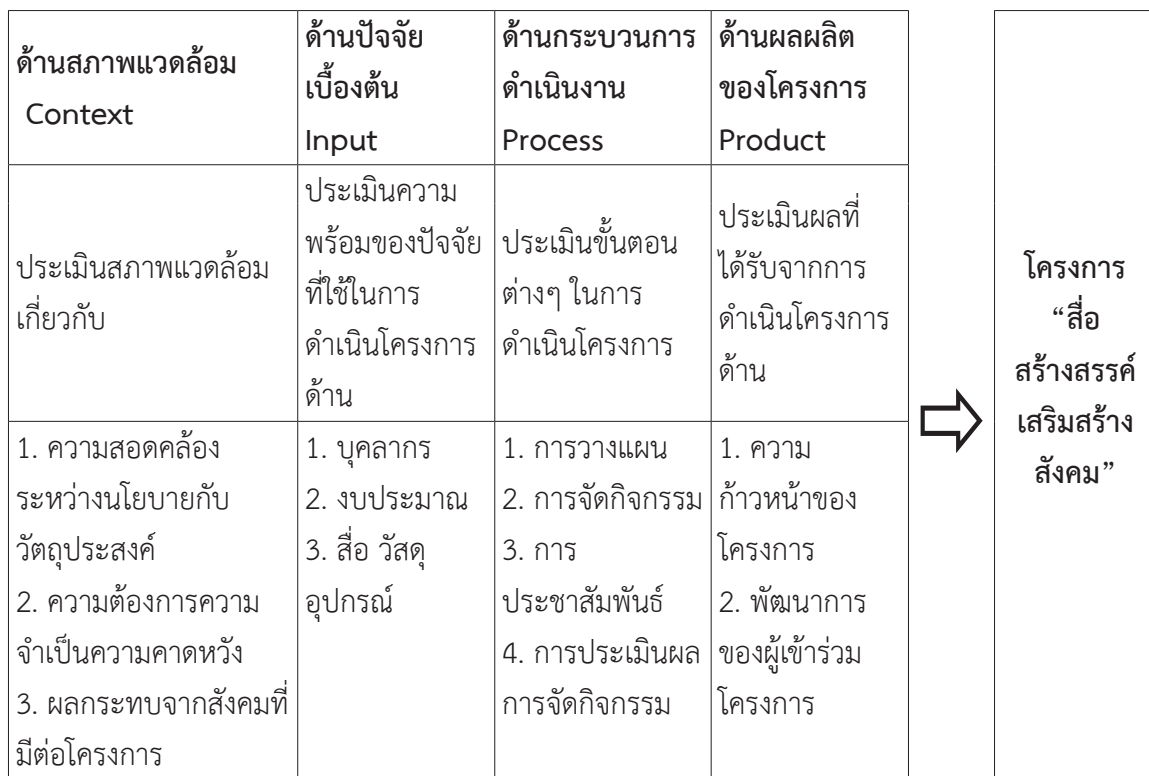 ด้านสภาพแวดล้อม
Context
ด้านปัจจัย
เบื้องต้น
Input
ด้านกระบวนการ
ดำเนินงาน
Process
ด้านผลผลิต
ของโครงการ
Product
ประเมินสภาพแวดล้อม
เกี่ยวกับ
ประเมินความ
พร้อมของปัจจัย
ที่ใช้ในการ
ดำเนินโครงการ
ด้าน
ประเมินขั้นตอน
ต่างๆ ในการ
ดำเนินโครงการ
ประเมินผลที่
ได้รับจากการ
ดำเนินโครงการ
ด้าน
1. ความสอดคล้อง
ระหว่างนโยบายกับ
วัตถุประสงค์
2. ความต้องการความ
จำเป็นความคาดหวัง
3. ผลกระทบจากสังคมที่
มีต่อโครงการ
1. บุคลากร
2. งบประมาณ
3. สื่อ วัสดุ
อุปกรณ์
1. การวางแผน
2. การจัดกิจกรรม
3. การ
ประชาสัมพันธ์
4. การประเมินผล
การจัดกิจกรรม
1. ความ
ก้าวหน้าของ
โครงการ
2. พัฒนาการ
ของผู้เข้าร่วม
โครงการ
โครงการ
“สื่อ
สร้างสรรค์
เสริมสร้าง
สังคม”